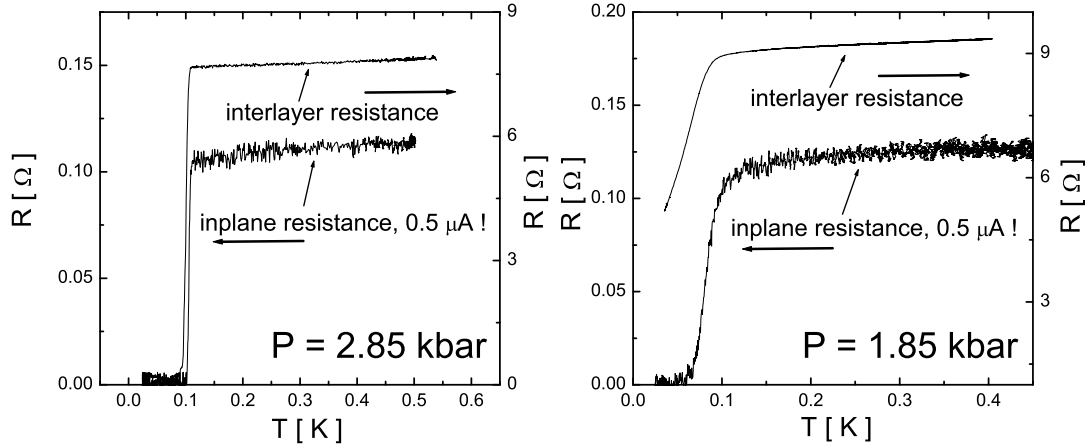 0.15
0.10
0.05
0.00
R [ Ω ]
9
6
3
0
R [ Ω ]
interlayer resistance
inplane resistance, 0.5 µA !
P = 2.85 kbar
0.0 0.1 0.2 0.3 0.4 0.5 0.6
T [ K ]
0.20
0.15
0.10
0.05
0.00
R [ Ω ]
9
6
3
R [ Ω ]
interlayer resistance
inplane resistance, 0.5 µA !
P = 1.85 kbar
0.0 0.1 0.2 0.3 0.4
T [ K ]